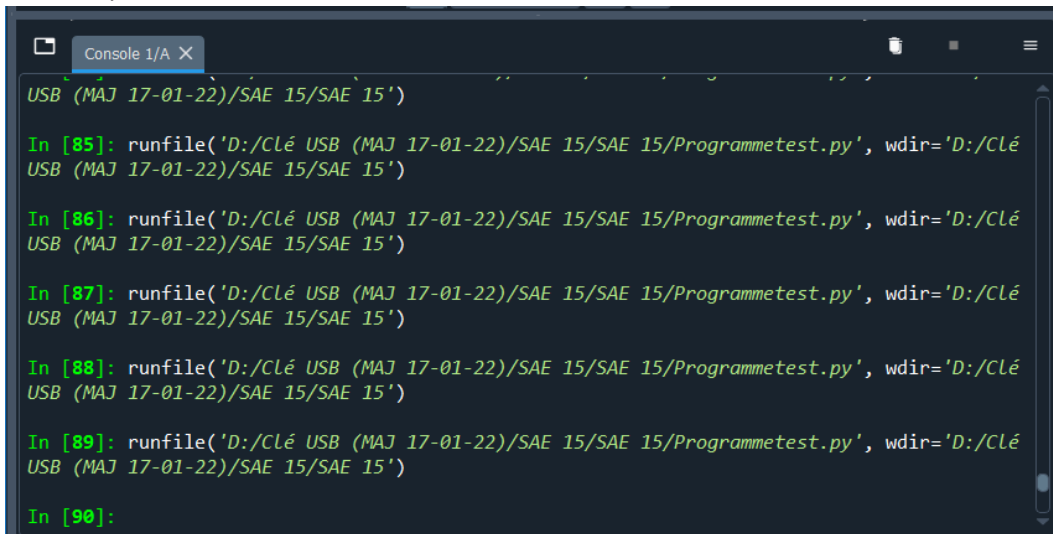 Console 1/A
USB (MAJ 17-01-22)/SAE 15/SAE 15')
In [85]: runfile('D:/Clé USB (MAJ 17-01-22)/SAE 15/SAE 15/Programmetest.py', wdir='D:/Clé
USB (MAJ 17-01-22)/SAE 15/SAE 15')
In [86]: runfile('D:/Clé USB (MAJ 17-01-22)/SAE 15/SAE 15/Programmetest.py', wdir='D:/Clé
USB (MAJ 17-01-22)/SAE 15/SAE 15')
In [87]: runfile('D:/Clé USB (MAJ 17-01-22)/SAE 15/SAE 15/Programmetest.py', wdir='D:/Clé
USB (MAJ 17-01-22)/SAE 15/SAE 15')
In [88]: runfile('D:/Clé USB (MAJ 17-01-22)/SAE 15/SAE 15/Programmetest.py', wdir='D:/Clé
USB (MAJ 17-01-22)/SAE 15/SAE 15')
In [89]: runfile('D:/Clé USB (MAJ 17-01-22)/SAE 15/SAE 15/Programmetest.py', wdir='D:/Clé
USB (MAJ 17-01-22)/SAE 15/SAE 15')
In [90]: